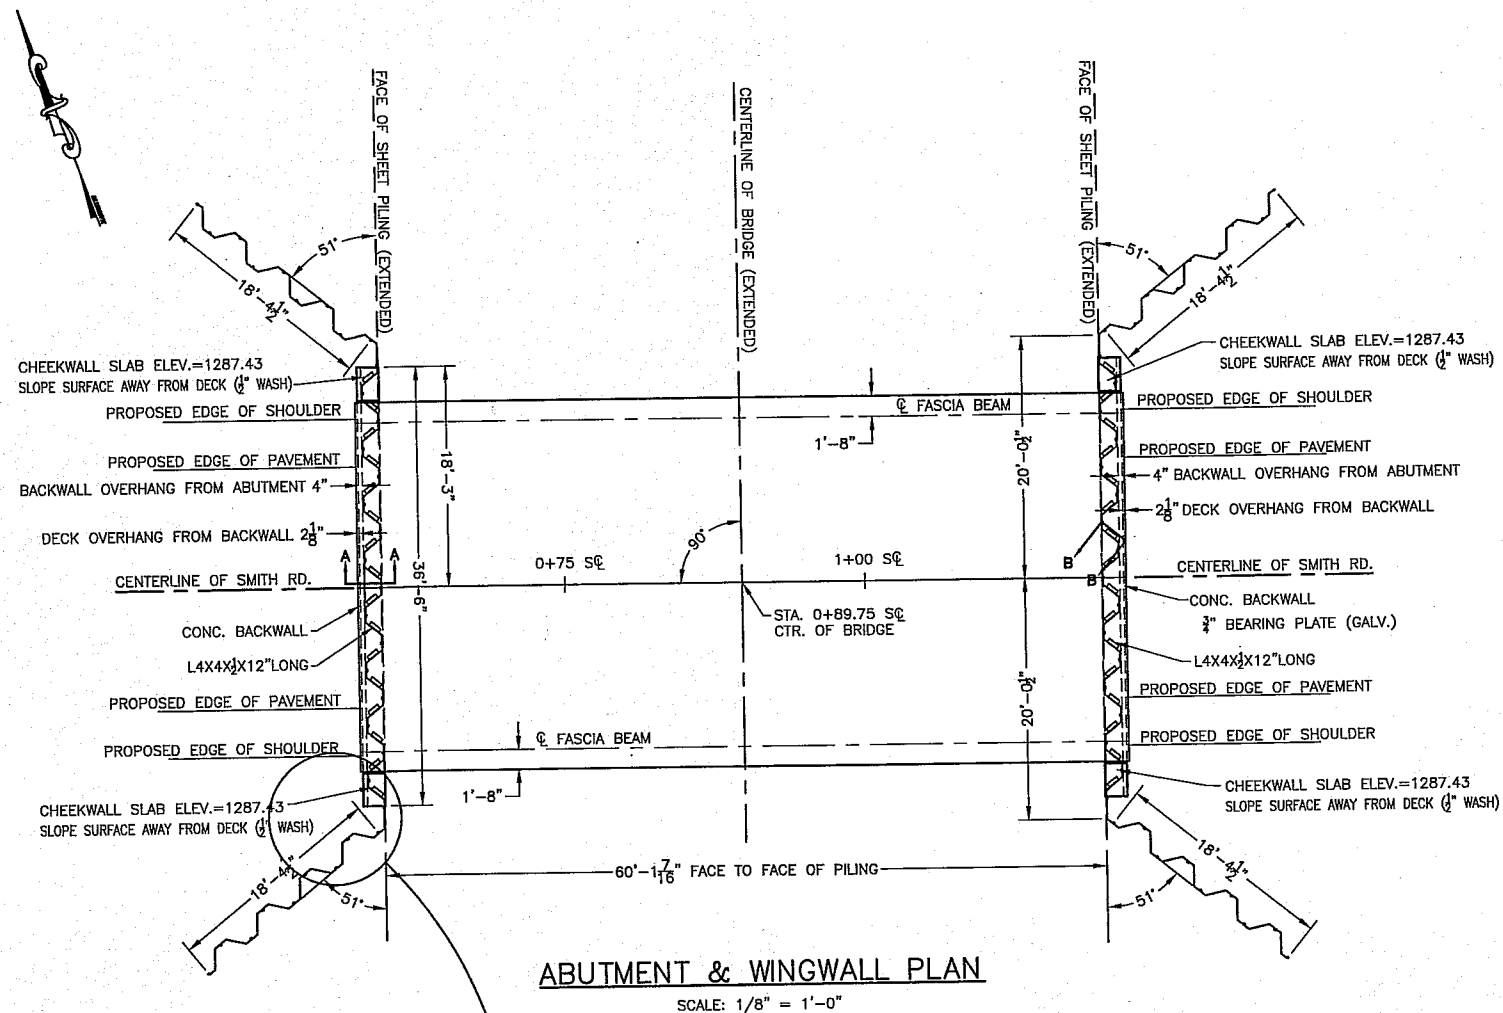 FACE OF SHEET PILING (EXTENDED)
CENTERLINE OF BRIDGE (EXTENDED)
FACE OF SHEET PILING (EXTENDED)
51°
18'-4½"
51°
18'-4½"
CHEEKWALL SLAB ELEV.=1287.43
SLOPE SURFACE AWAY FROM DECK (½" WASH)
CHEEKWALL SLAB ELEV.=1287.43
SLOPE SURFACE AWAY FROM DECK (½" WASH)
PROPOSED EDGE OF SHOULDER
℄ FASCIA BEAM
PROPOSED EDGE OF SHOULDER
1'-8"
PROPOSED EDGE OF PAVEMENT
18'-3"
20'-0½"
PROPOSED EDGE OF PAVEMENT
BACKWALL OVERHANG FROM ABUTMENT 4"
4" BACKWALL OVERHANG FROM ABUTMENT
DECK OVERHANG FROM BACKWALL 2⅛"
2⅛" DECK OVERHANG FROM BACKWALL
A A
90°
B
B
36'-6"
0+75 S℄
1+00 S℄
CENTERLINE OF SMITH RD.
CENTERLINE OF SMITH RD.
STA. 0+89.75 S℄
CTR. OF BRIDGE
CONC. BACKWALL
CONC. BACKWALL
¾" BEARING PLATE (GALV.)
L4X4X½X12"LONG
L4X4X½X12"LONG
PROPOSED EDGE OF PAVEMENT
20'-0½"
PROPOSED EDGE OF PAVEMENT
PROPOSED EDGE OF SHOULDER
℄ FASCIA BEAM
PROPOSED EDGE OF SHOULDER
1'-8"
CHEEKWALL SLAB ELEV.=1287.43
SLOPE SURFACE AWAY FROM DECK (½" WASH)
CHEEKWALL SLAB ELEV.=1287.43
SLOPE SURFACE AWAY FROM DECK (½" WASH)
18'-4½"
51°
60'-1 7/16" FACE TO FACE OF PILING
18'-4½"
51°
ABUTMENT & WINGWALL PLAN
SCALE: 1/8" = 1'-0"